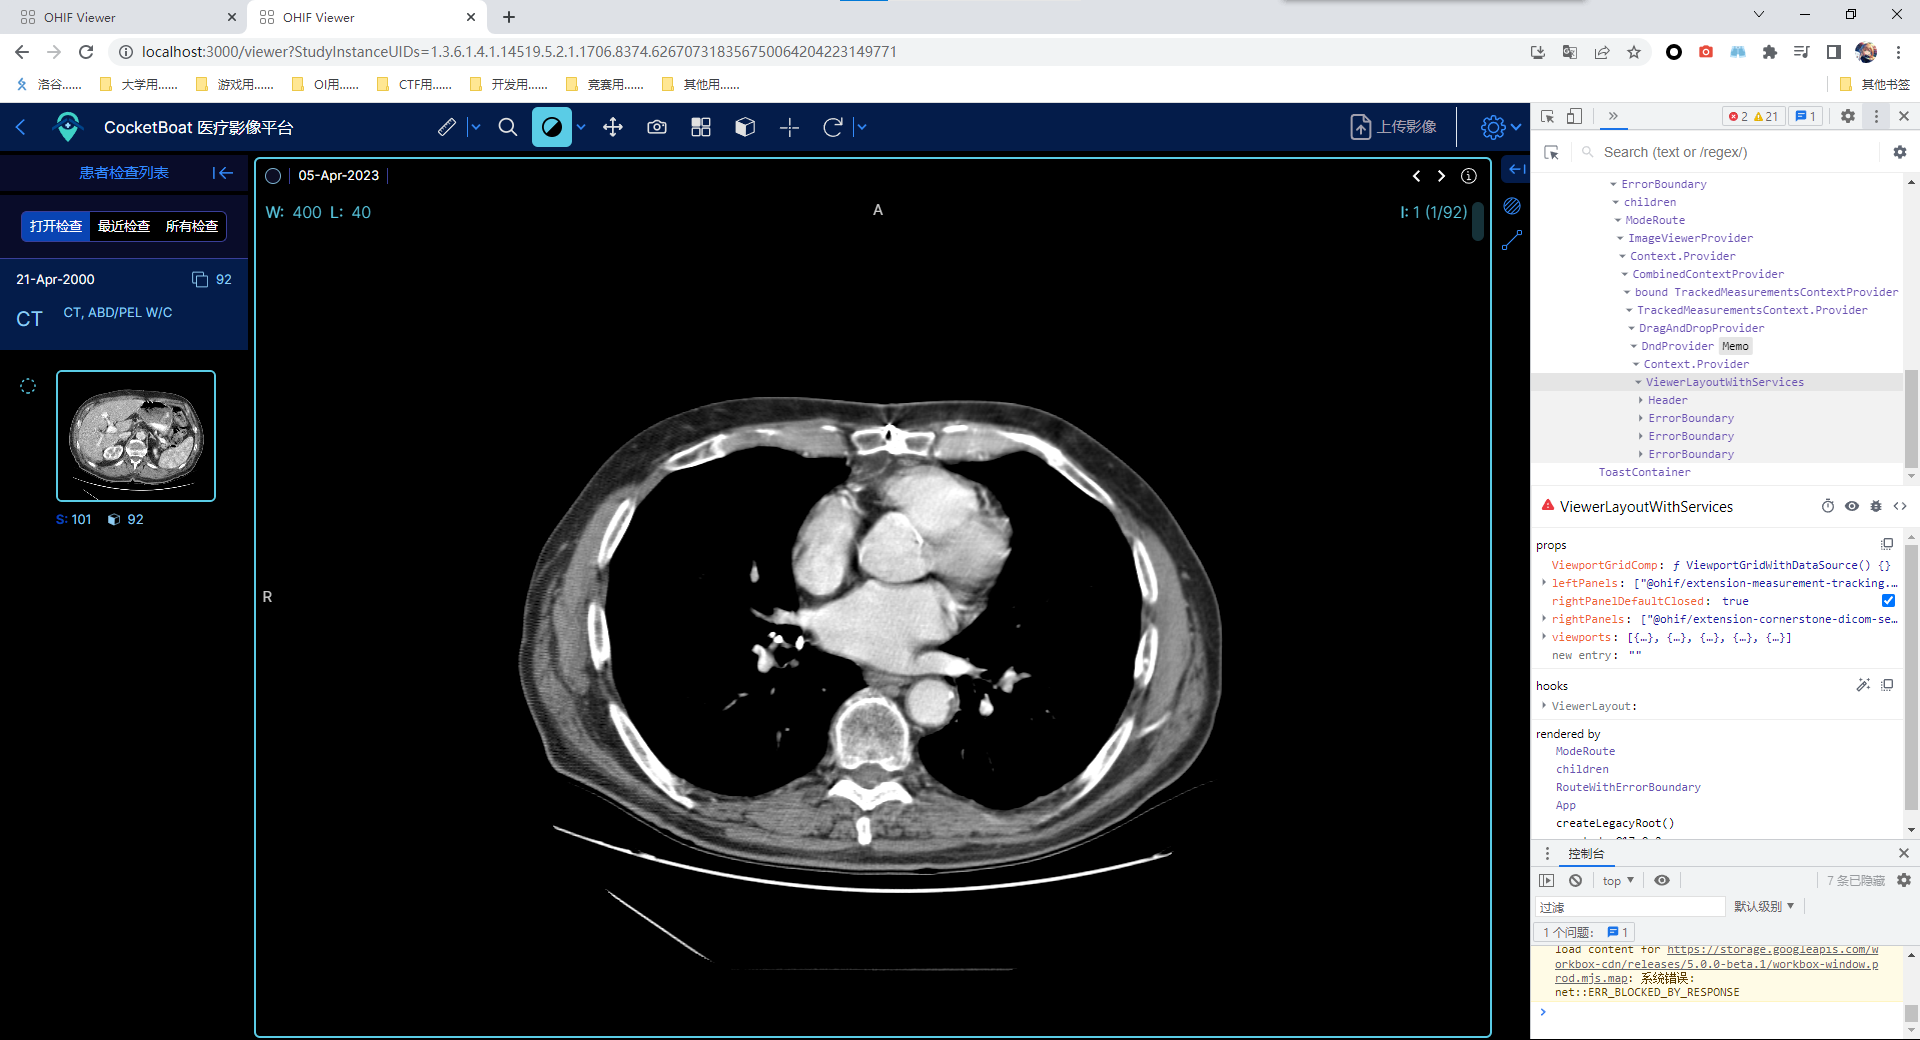 OHIF Viewer
OHIF Viewer
localhost:3000/viewer?StudyInstanceUIDs=1.3.6.1.4.1.14519.5.2.1.1706.8374.626707318356750064204223149771
洛谷......
大学用......
游戏用......
OI用......
CTF用......
开发用......
竞赛用......
其他用......
其他书签
CocketBoat 医疗影像平台
上传影像
患者检查列表
打开检查 最近检查 所有检查
21-Apr-2000 92
CT CT, ABD/PEL W/C
S: 101 92
05-Apr-2023
W: 400 L: 40
A
I: 1 (1/92)
R
2 21 1
Search (text or /regex/)
ErrorBoundary
children
ModeRoute
ImageViewerProvider
Context.Provider
CombinedContextProvider
bound TrackedMeasurementsContextProvider
TrackedMeasurementsContext.Provider
DragAndDropProvider
DndProvider Memo
Context.Provider
ViewerLayoutWithServices
Header
ErrorBoundary
ErrorBoundary
ErrorBoundary
ToastContainer
ViewerLayoutWithServices
props
ViewportGridComp: ƒ ViewportGridWithDataSource() {}
leftPanels: ["@ohif/extension-measurement-tracking.…
rightPanelDefaultClosed: true
rightPanels: ["@ohif/extension-cornerstone-dicom-se…
viewports: [{…}, {…}, {…}, {…}, {…}]
new entry: ""
hooks
ViewerLayout:
rendered by
ModeRoute
children
RouteWithErrorBoundary
App
createLegacyRoot()
控制台
top
7 条已隐藏
过滤
默认级别
1 个问题: 1
load content for https://storage.googleapis.com/w
orkbox-cdn/releases/5.0.0-beta.1/workbox-window.p
rod.mjs.map: 系统错误:
net::ERR_BLOCKED_BY_RESPONSE